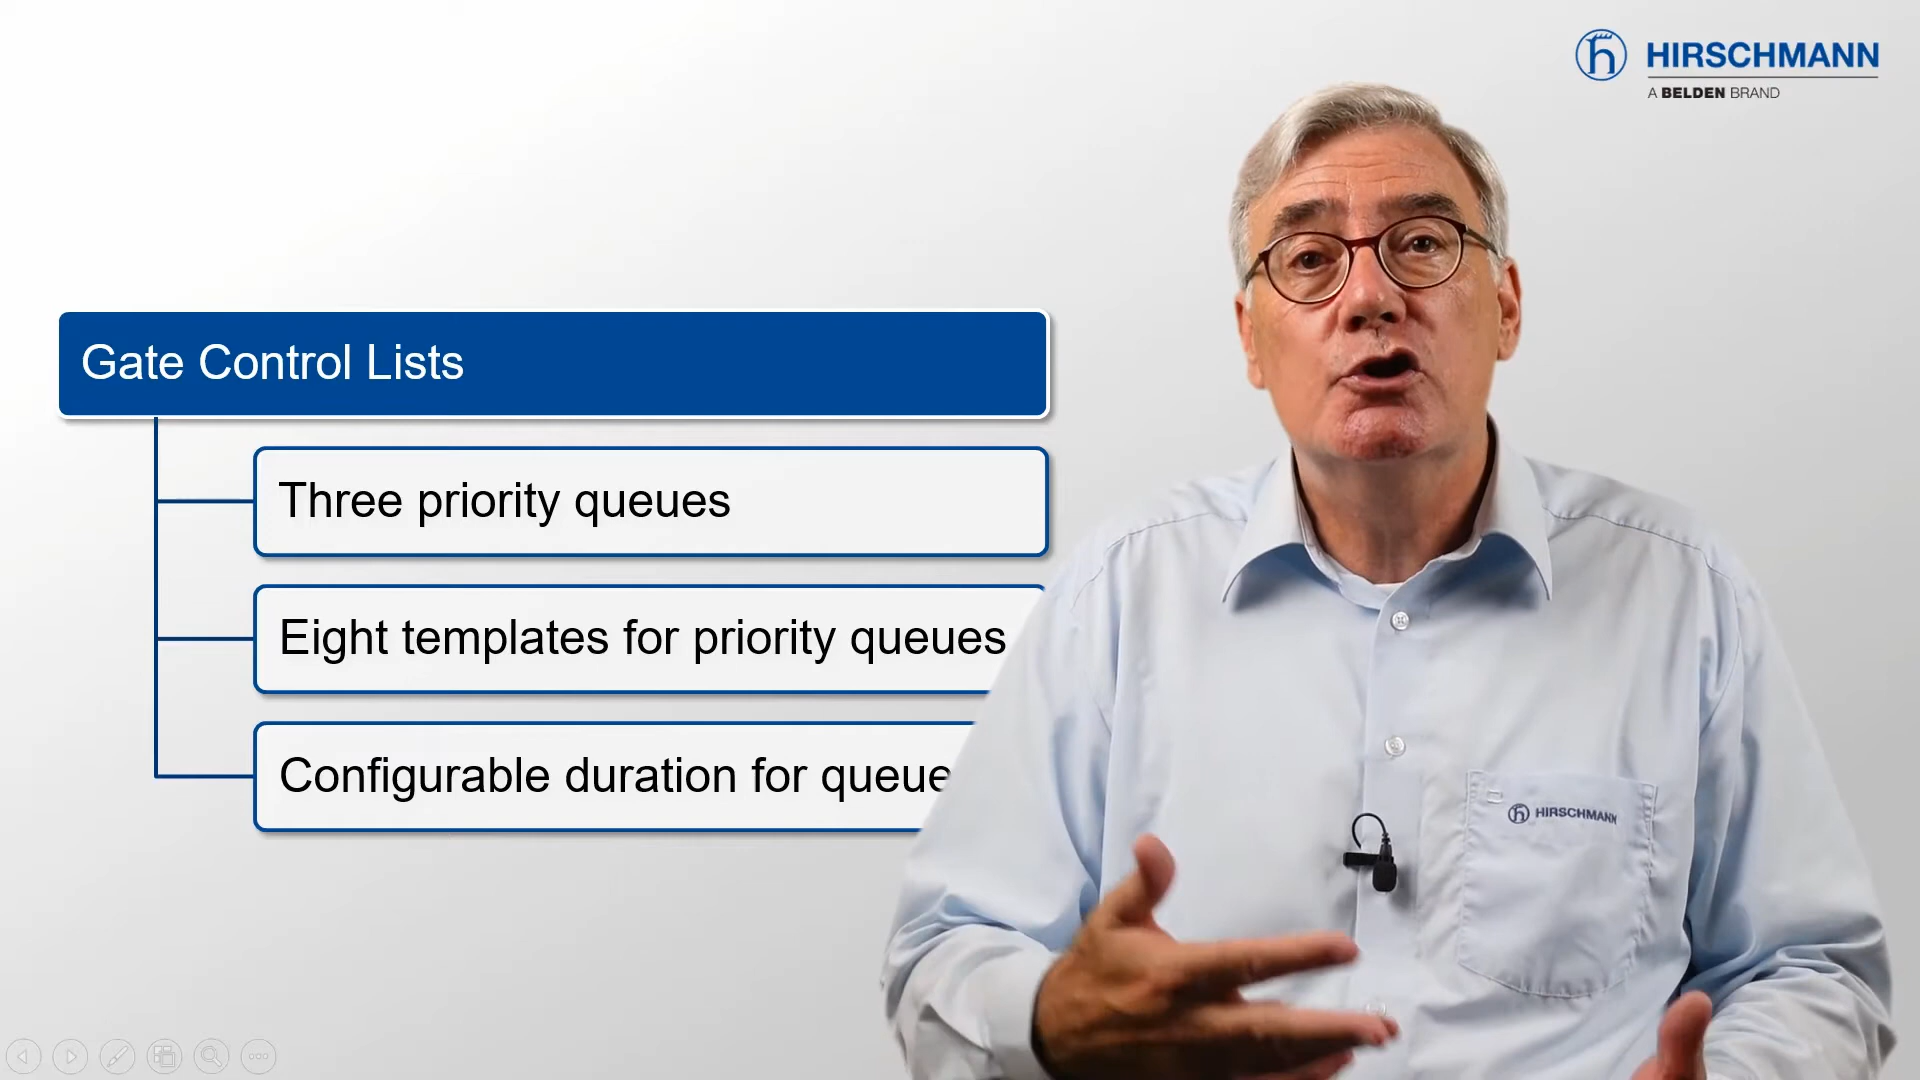 HIRSCHMANN
A BELDEN BRAND
Gate Control Lists
Three priority queues
Eight templates for priority queues
Configurable duration for queue
HIRSCHMANN